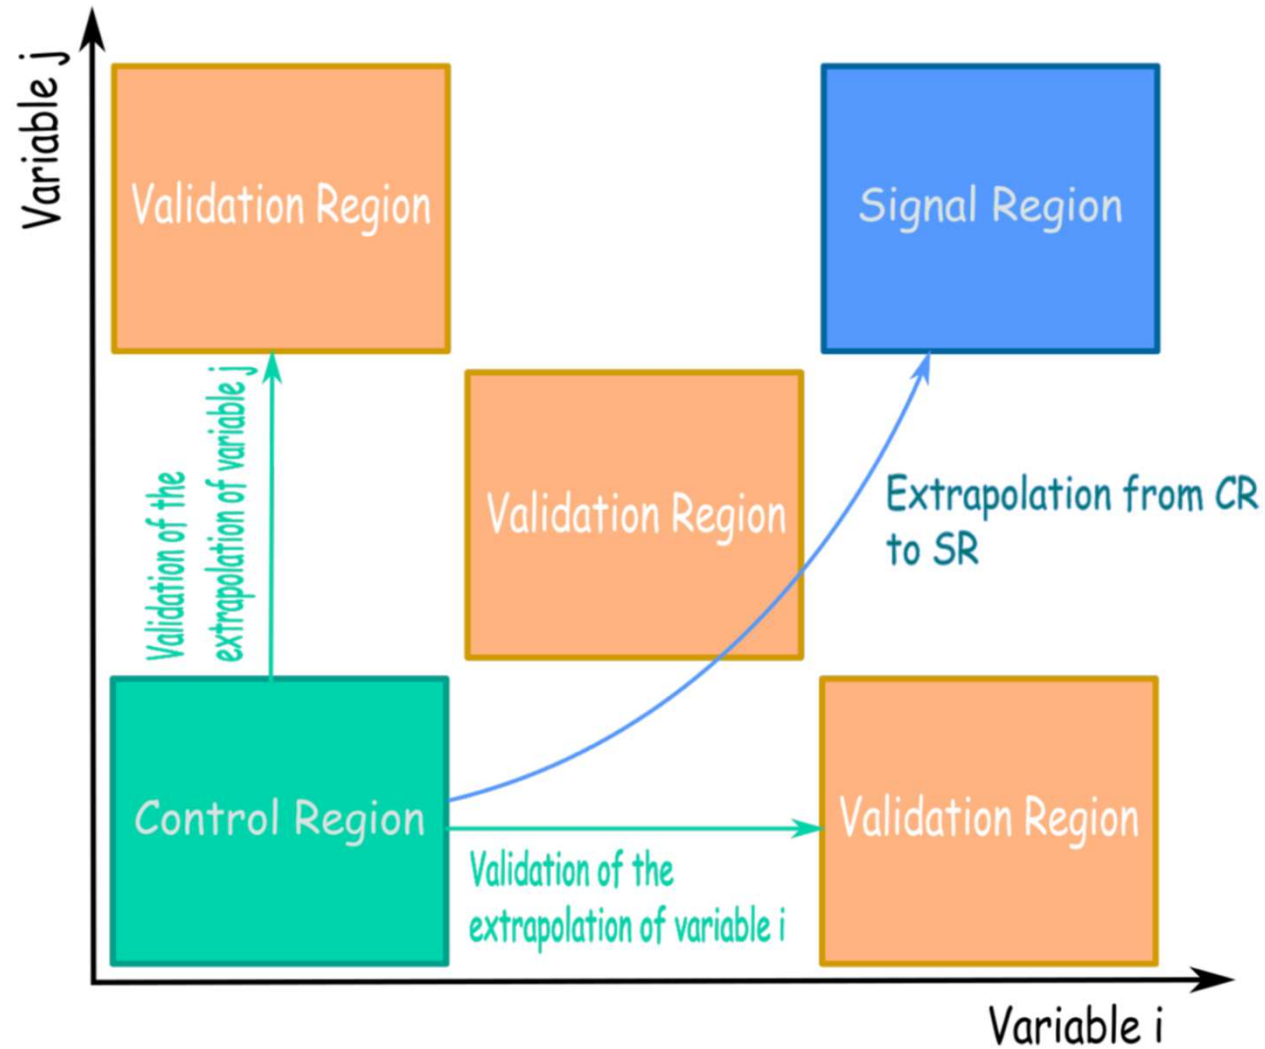 Variable j
Validation Region
Signal Region
Validation of the
extrapolation of variable j
Validation Region
Extrapolation from CR
to SR
Control Region
Validation Region
Validation of the
extrapolation of variable i
Variable i